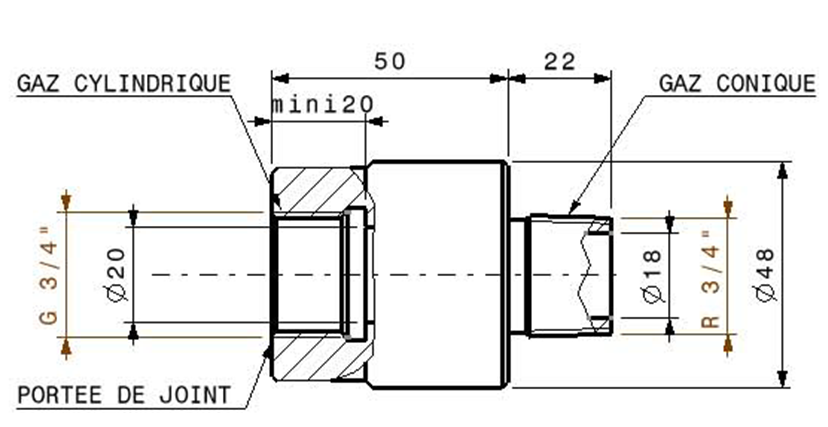 50
22
GAZ CYLINDRIQUE
GAZ CONIQUE
mini20
G 3/4"
Ø20
Ø18
R 3/4"
Ø48
PORTEE DE JOINT